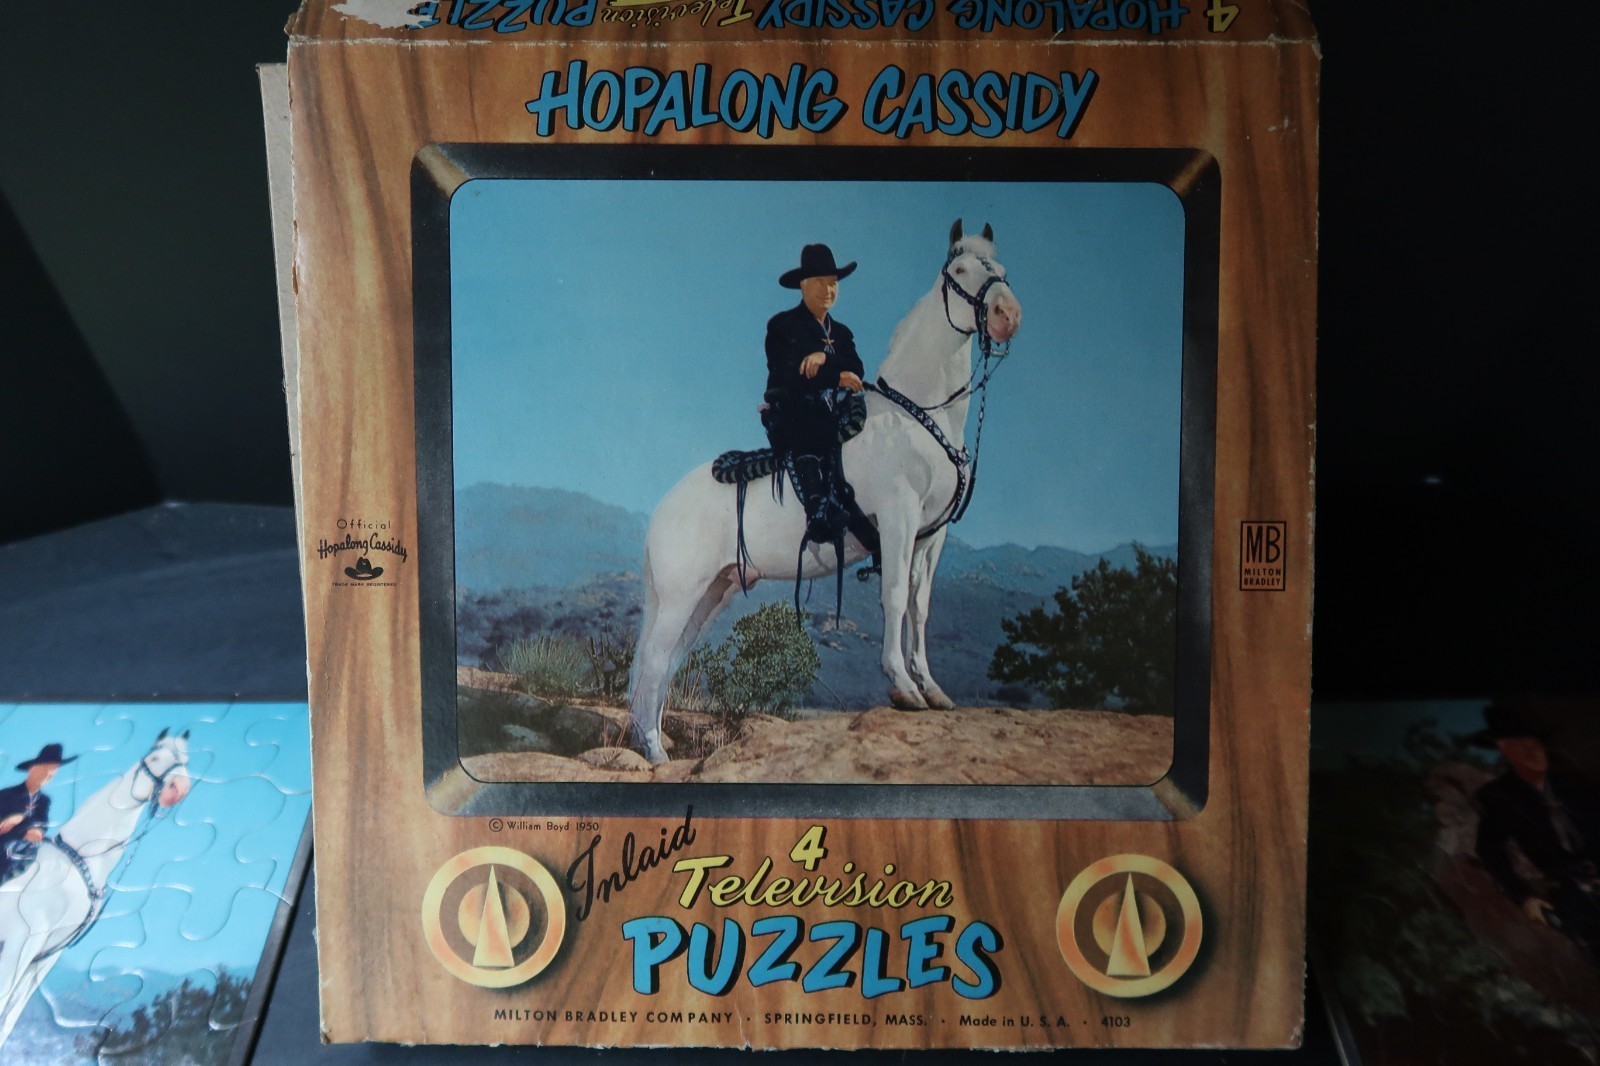 4 HOPALONG CASSIDY Television PUZZLES
HOPALONG CASSIDY
Official
Hopalong Cassidy
TRADE MARK REGISTERED
MB
MILTON
BRADLEY
© William Boyd 1950
Inlaid
4
Television
PUZZLES
MILTON BRADLEY COMPANY · SPRINGFIELD, MASS. · Made in U. S. A. · 4103